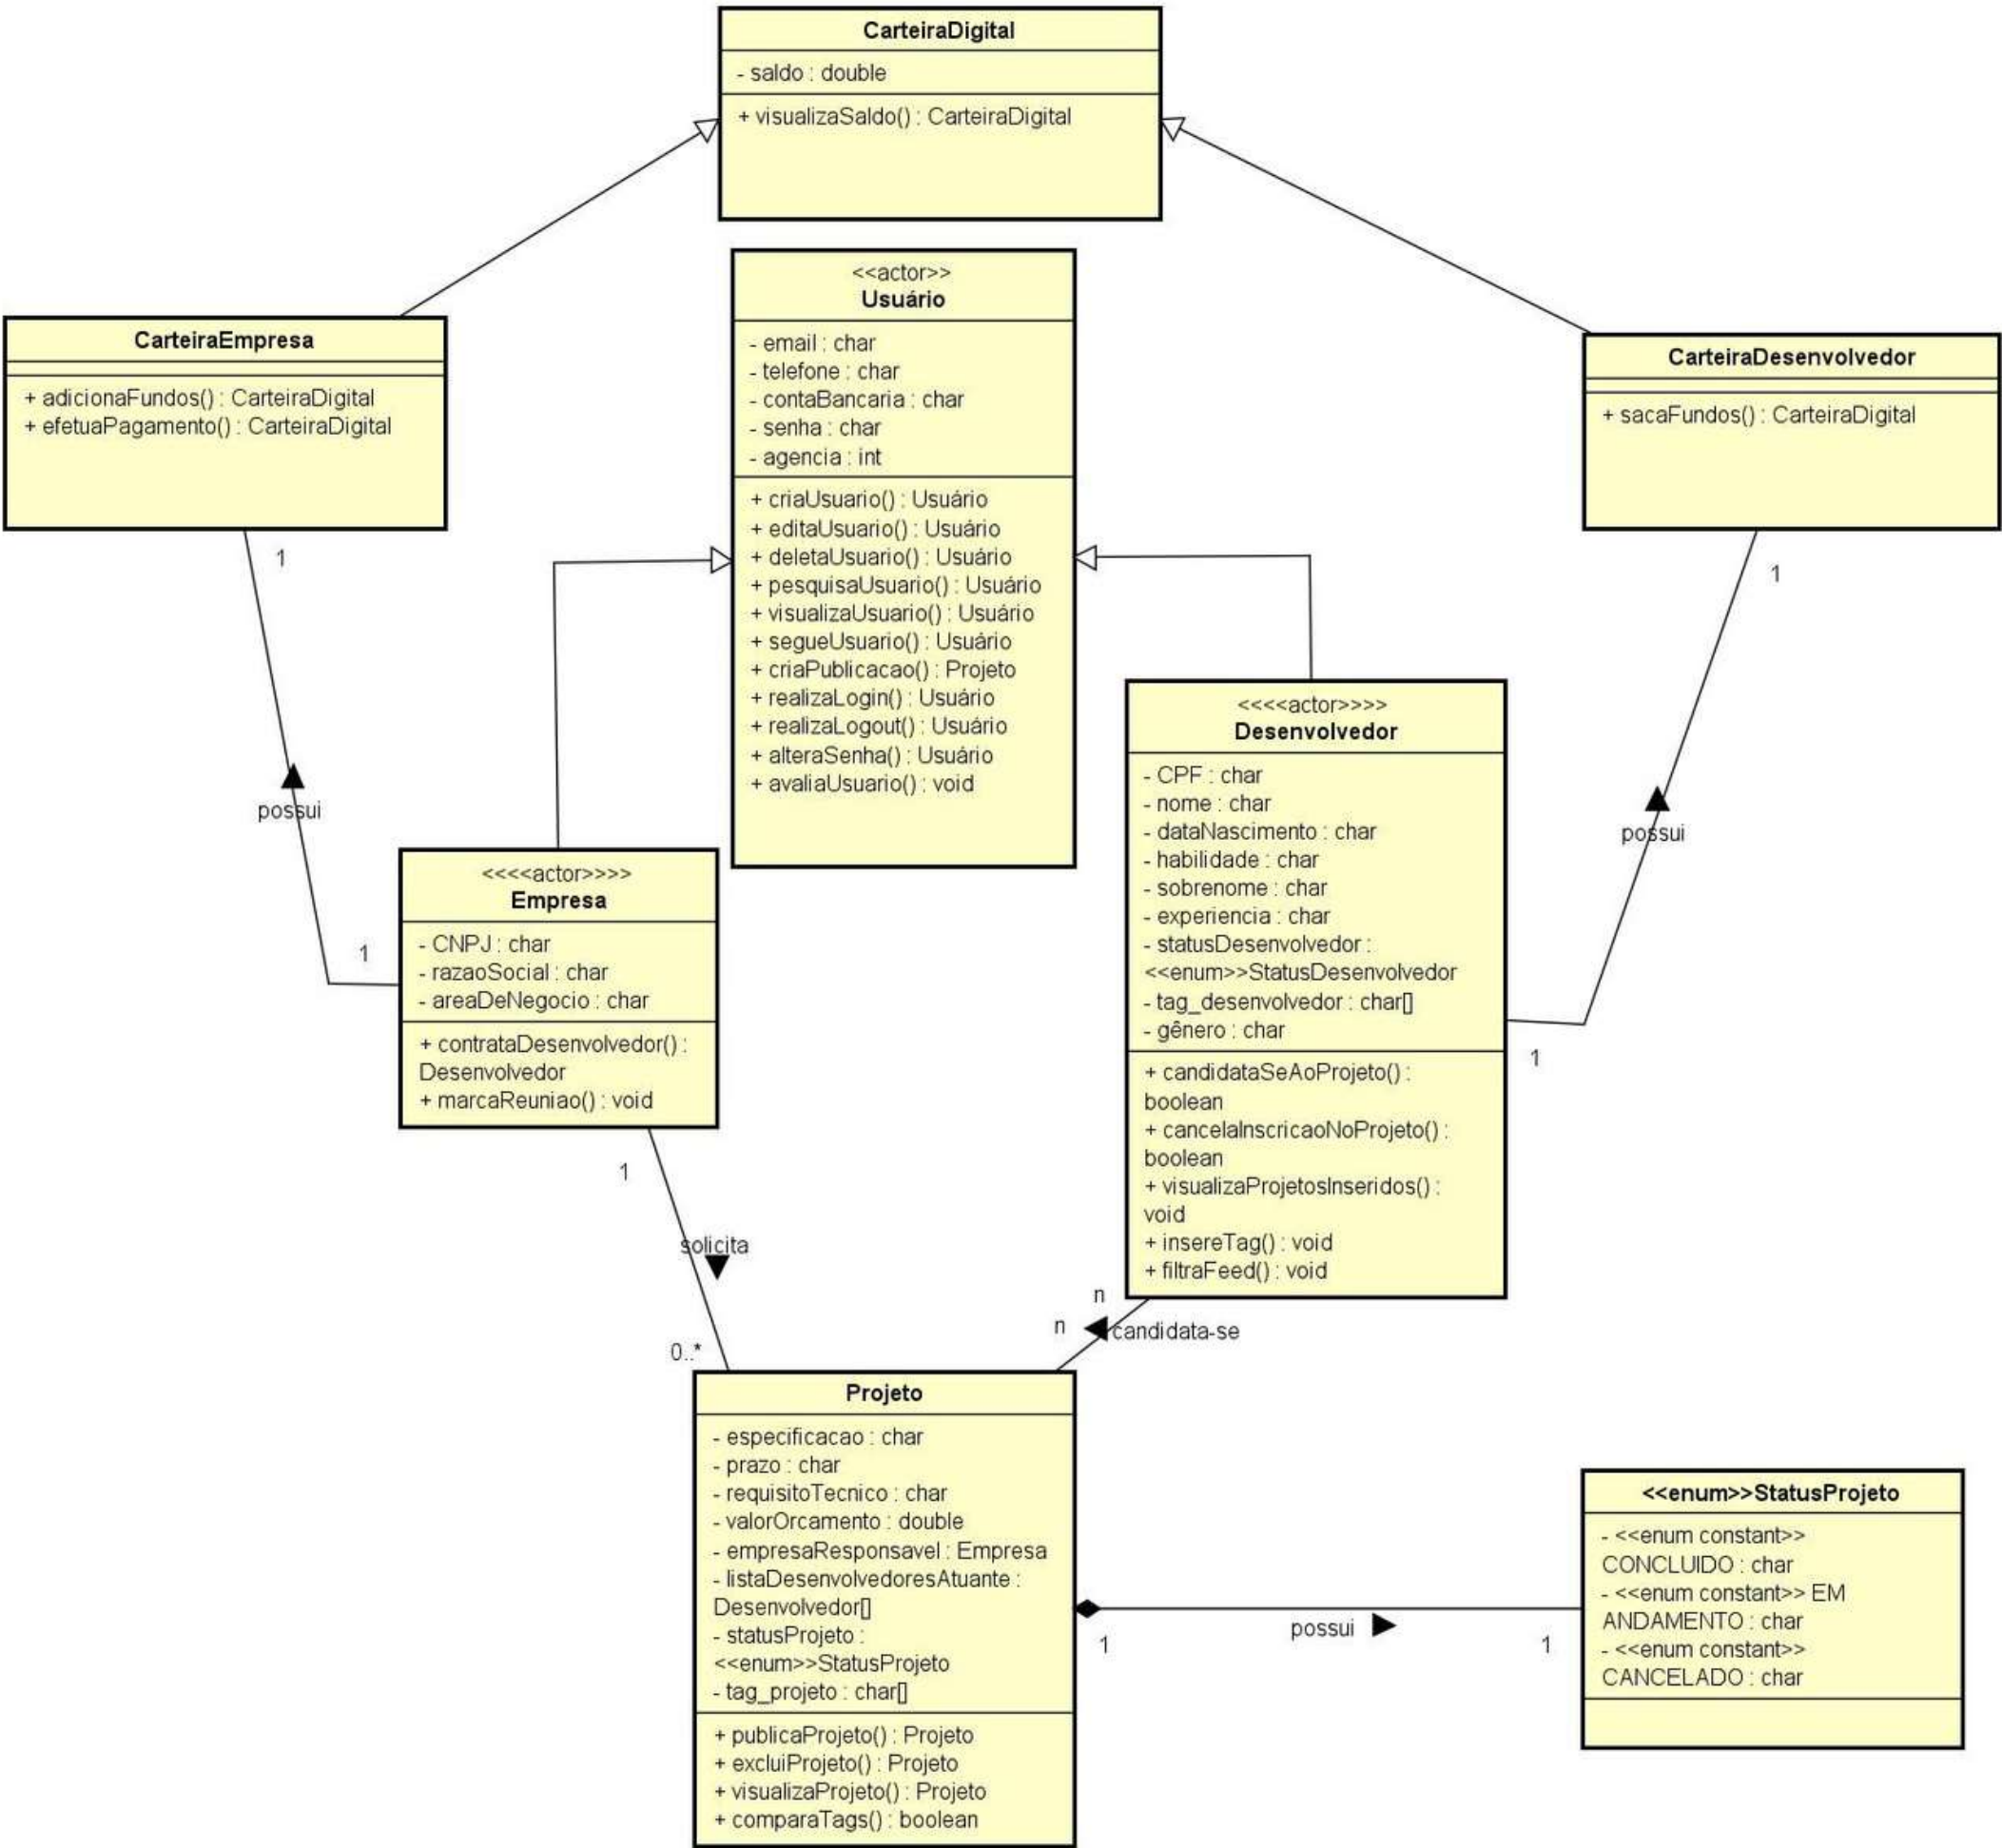 CarteiraDigital
- saldo : double
+ visualizaSaldo() : CarteiraDigital
CarteiraEmpresa
+ adicionaFundos() : CarteiraDigital
+ efetuaPagamento() : CarteiraDigital
1
possui
1
<<actor>>
Usuário
- email : char
- telefone : char
- contaBancaria : char
- senha : char
- agencia : int
+ criaUsuario() : Usuário
+ editaUsuario() : Usuário
+ deletaUsuario() : Usuário
+ pesquisaUsuario() : Usuário
+ visualizaUsuario() : Usuário
+ segueUsuario() : Usuário
+ criaPublicacao() : Projeto
+ realizaLogin() : Usuário
+ realizaLogout() : Usuário
+ alteraSenha() : Usuário
+ avaliaUsuario() : void
CarteiraDesenvolvedor
+ sacaFundos() : CarteiraDigital
1
possui
1
<<<<actor>>>>
Empresa
- CNPJ : char
- razaoSocial : char
- areaDeNegocio : char
+ contrataDesenvolvedor() :
Desenvolvedor
+ marcaReuniao() : void
1
solicita
0..*
<<<<actor>>>>
Desenvolvedor
- CPF : char
- nome : char
- dataNascimento : char
- habilidade : char
- sobrenome : char
- experiencia : char
- statusDesenvolvedor :
<<enum>>StatusDesenvolvedor
- tag_desenvolvedor : char[]
- gênero : char
+ candidataSeAoProjeto() :
boolean
+ cancelaInscricaoNoProjeto() :
boolean
+ visualizaProjetosInseridos() :
void
+ insereTag() : void
+ filtraFeed() : void
n
n
candidata-se
Projeto
- especificacao : char
- prazo : char
- requisitoTecnico : char
- valorOrcamento : double
- empresaResponsavel : Empresa
- listaDesenvolvedoresAtuante :
Desenvolvedor[]
- statusProjeto :
<<enum>>StatusProjeto
- tag_projeto : char[]
+ publicaProjeto() : Projeto
+ excluiProjeto() : Projeto
+ visualizaProjeto() : Projeto
+ comparaTags() : boolean
1
possui
1
<<enum>>StatusProjeto
- <<enum constant>>
CONCLUIDO : char
- <<enum constant>> EM
ANDAMENTO : char
- <<enum constant>>
CANCELADO : char